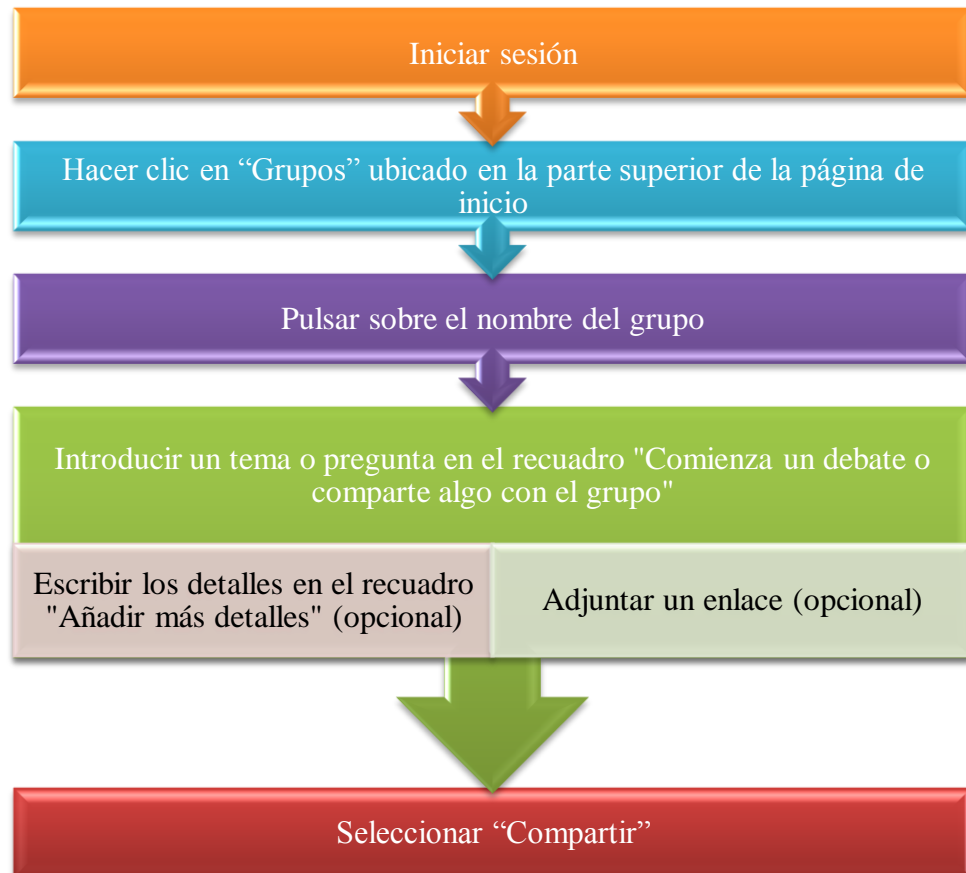 Iniciar sesión
Hacer clic en “Grupos” ubicado en la parte superior de la página de
inicio
Pulsar sobre el nombre del grupo
Introducir un tema o pregunta en el recuadro "Comienza un debate o
comparte algo con el grupo"
Escribir los detalles en el recuadro
"Añadir más detalles" (opcional)
Adjuntar un enlace (opcional)
Seleccionar “Compartir”